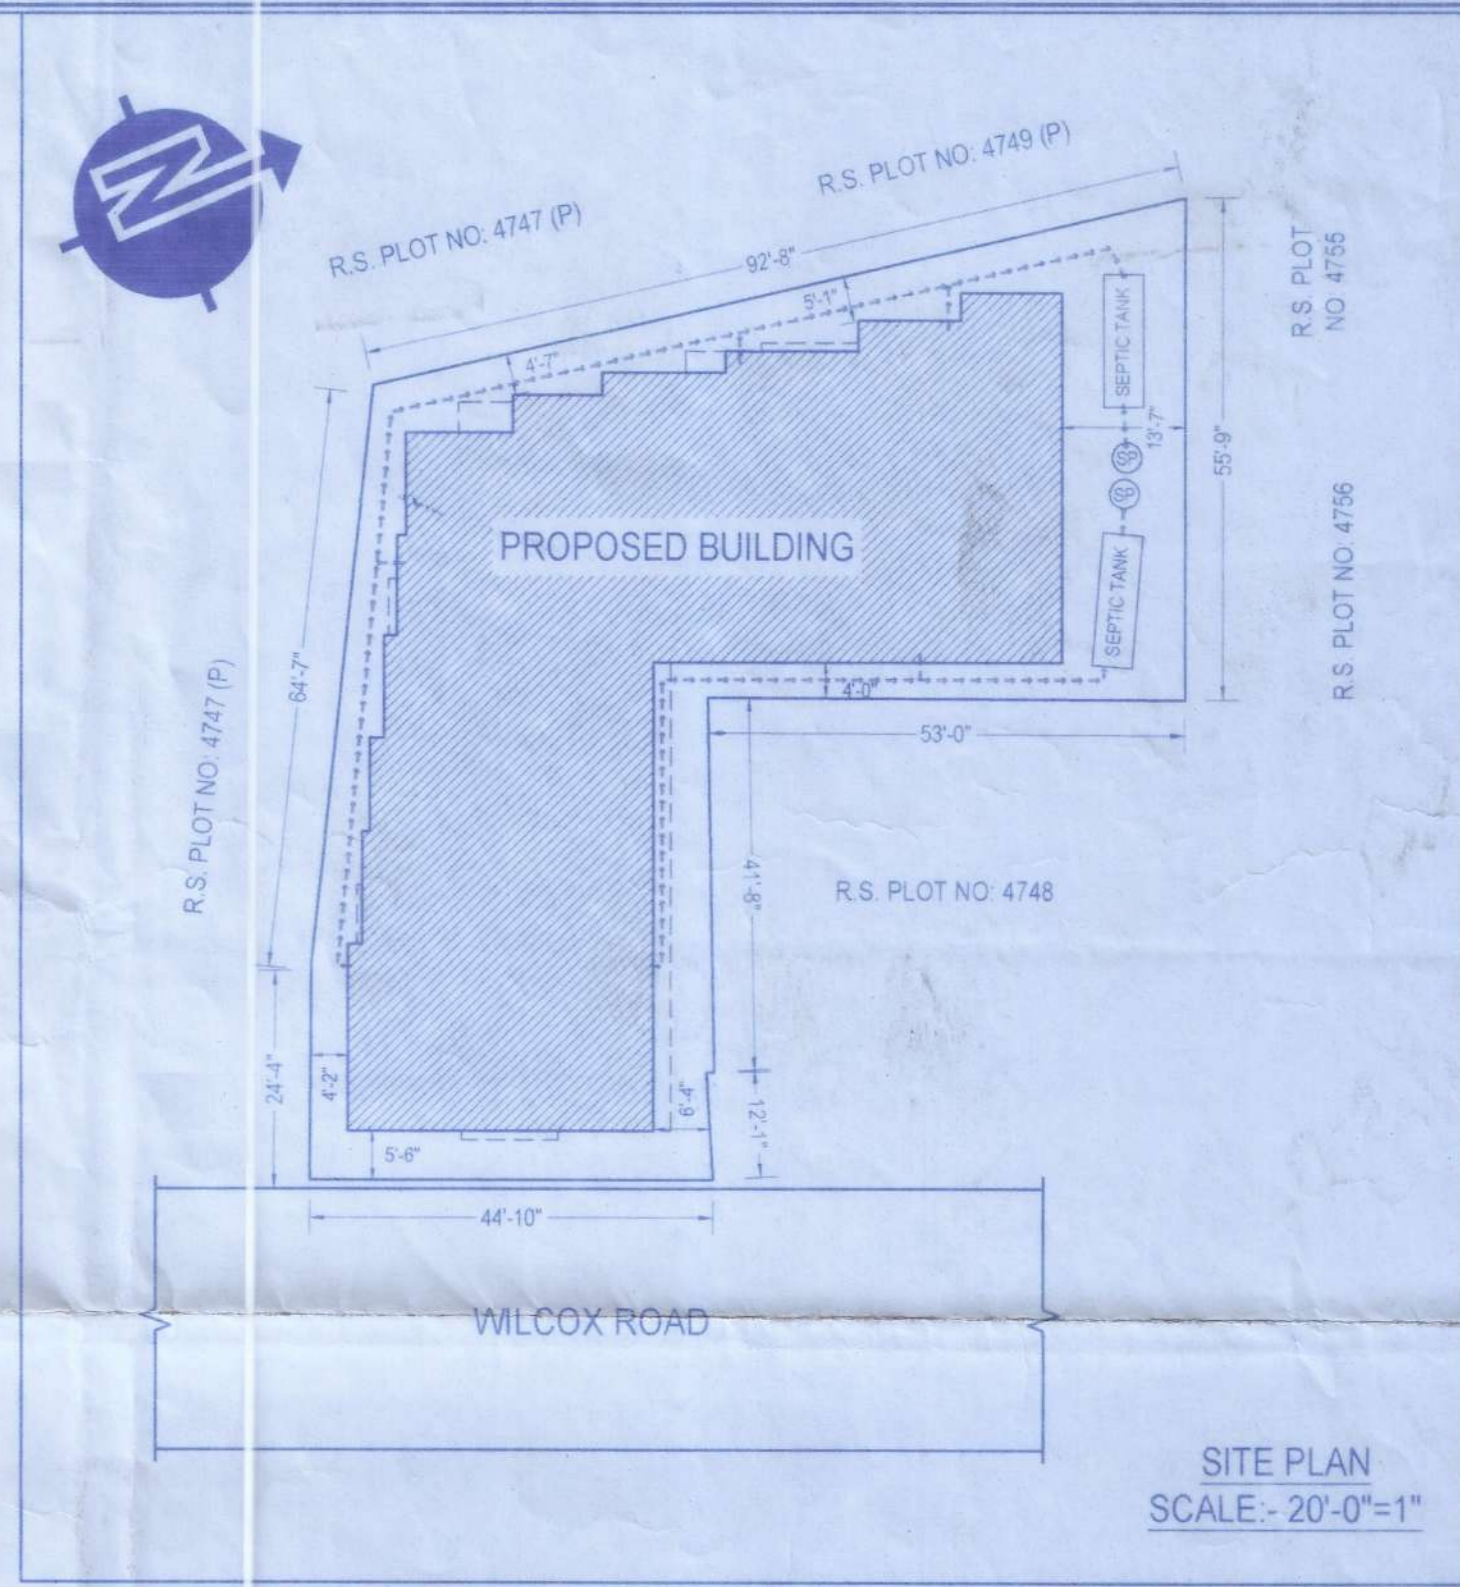 N
R.S. PLOT NO: 4747 (P)
R.S. PLOT NO: 4749 (P)
92'-8"
5'-1"
4'-7"
R.S. PLOT
NO: 4755
SEPTIC TANK
13'-7"
55'-9"
PROPOSED BUILDING
R.S. PLOT NO: 4756
SEPTIC TANK
64'-7"
R.S. PLOT NO: 4747 (P)
4'-0"
53'-0"
41'-8"
R.S. PLOT NO: 4748
24'-4"
4'-2"
6'-4"
12'-1"
5'-6"
44'-10"
WILCOX ROAD
SITE PLAN
SCALE:- 20'-0"=1"